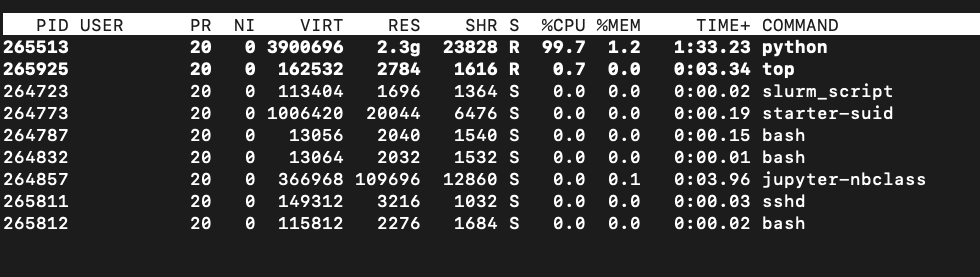 PID USER PR NI VIRT RES SHR S %CPU %MEM TIME+ COMMAND
265513 20 0 3900696 2.3g 23828 R 99.7 1.2 1:33.23 python
265925 20 0 162532 2784 1616 R 0.7 0.0 0:03.34 top
264723 20 0 113404 1696 1364 S 0.0 0.0 0:00.02 slurm_script
264773 20 0 1006420 20044 6476 S 0.0 0.0 0:00.19 starter-suid
264787 20 0 13056 2040 1540 S 0.0 0.0 0:00.15 bash
264832 20 0 13064 2032 1532 S 0.0 0.0 0:00.01 bash
264857 20 0 366968 109696 12860 S 0.0 0.1 0:03.96 jupyter-nbclass
265811 20 0 149312 3216 1032 S 0.0 0.0 0:00.03 sshd
265812 20 0 115812 2276 1684 S 0.0 0.0 0:00.02 bash